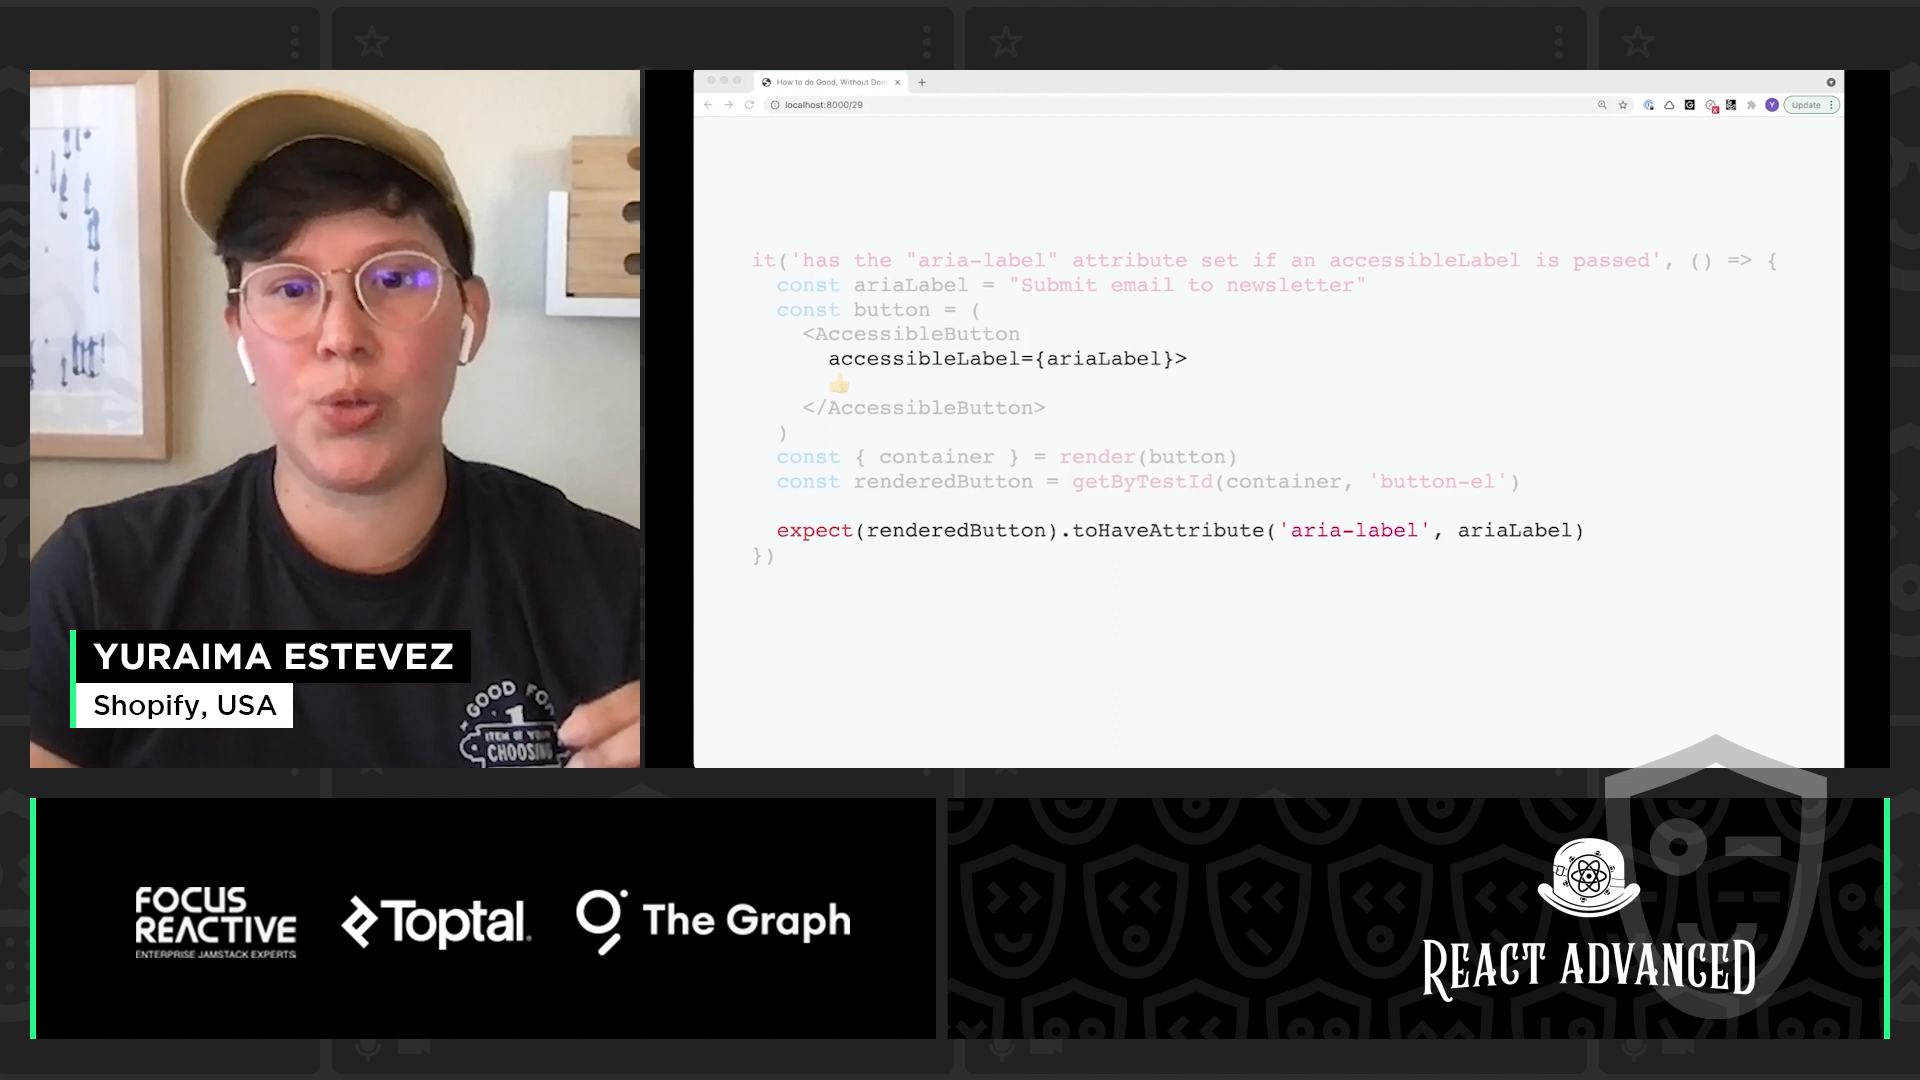 How to do Good, Without Dom
localhost:8000/29
Update
it('has the "aria-label" attribute set if an accessibleLabel is passed', () => {
const ariaLabel = "Submit email to newsletter"
const button = (
<AccessibleButton
accessibleLabel={ariaLabel}>
👍
</AccessibleButton>
)
const { container } = render(button)
const renderedButton = getByTestId(container, 'button-el')
expect(renderedButton).toHaveAttribute('aria-label', ariaLabel)
})
YURAIMA ESTEVEZ
Shopify, USA
GOOD FOR
1
ITEM OF YOUR
CHOOSING
FOCUS
REACTIVE
ENTERPRISE JAMSTACK EXPERTS
Toptal
The Graph
REACT ADVANCED